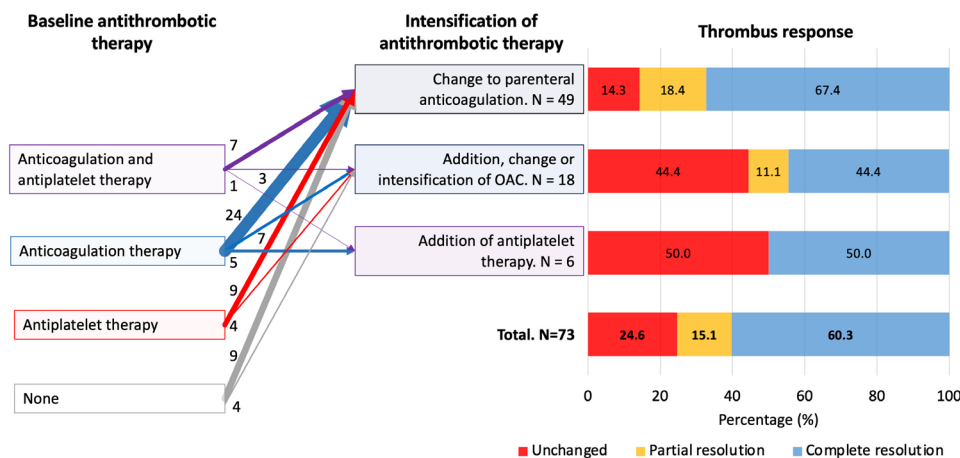 Baseline antithrombotic
therapy
Intensification of
antithrombotic therapy
Thrombus response
Change to parenteral
anticoagulation. N = 49
14.3
18.4
67.4
7
Anticoagulation and
antiplatelet therapy
1
3
Addition, change or
intensification of OAC. N = 18
44.4
11.1
44.4
24
7
Anticoagulation therapy
5
Addition of antiplatelet
therapy. N = 6
50.0
50.0
9
Antiplatelet therapy
4
9
Total. N=73
24.6
15.1
60.3
None
4
0
20
40
60
80
100
Percentage (%)
Unchanged
Partial resolution
Complete resolution